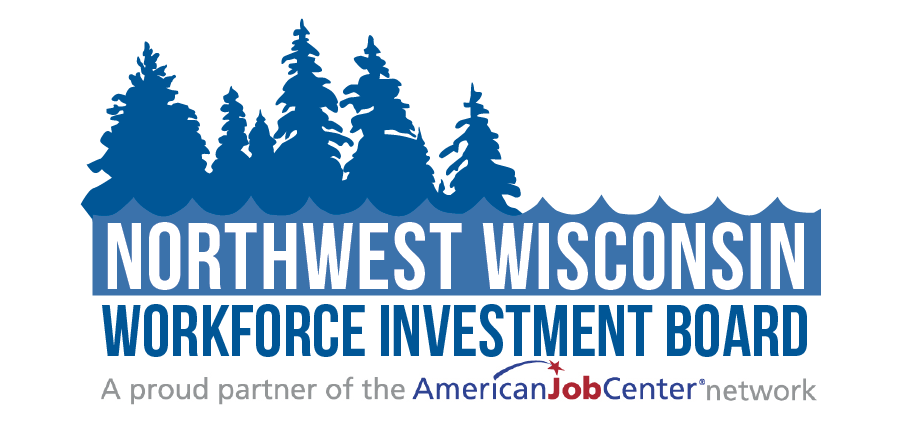 NORTHWEST WISCONSIN
WORKFORCE INVESTMENT BOARD
A proud partner of the AmericanJobCenter® network